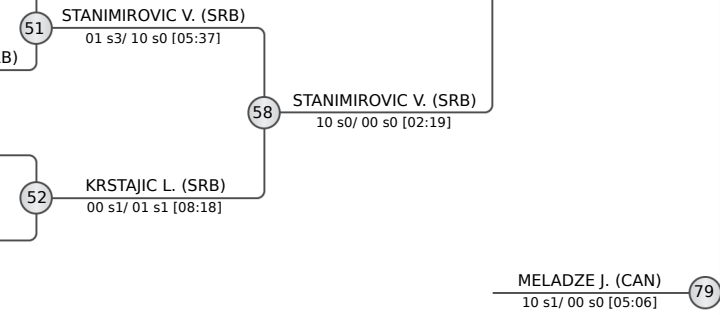 51
STANIMIROVIC V. (SRB)
01 s3/ 10 s0 [05:37]
B)
58
STANIMIROVIC V. (SRB)
10 s0/ 00 s0 [02:19]
52
KRSTAJIC L. (SRB)
00 s1/ 01 s1 [08:18]
MELADZE J. (CAN)
10 s1/ 00 s0 [05:06]
79